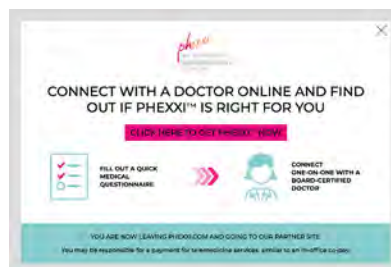 phexxi
CONNECT WITH A DOCTOR ONLINE AND FIND
OUT IF PHEXXI™ IS RIGHT FOR YOU
CLICK HERE TO GET PHEXXI™ NOW
FILL OUT A QUICK
MEDICAL
QUESTIONNAIRE
CONNECT
ONE-ON-ONE WITH A
BOARD-CERTIFIED
DOCTOR
YOU ARE NOW LEAVING PHEXXI.COM AND GOING TO OUR PARTNER SITE
You may be responsible for a payment for telemedicine services, similar to an in-office co-pay.